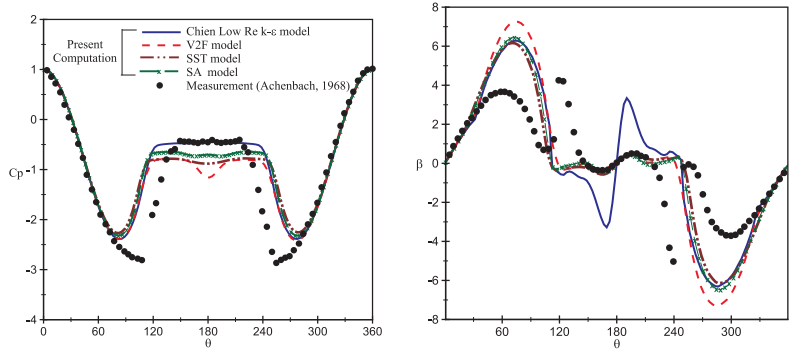 Present
Computation
Chien Low Re k-ε model
V2F model
SST model
SA model
Measurement (Achenbach, 1968)
2
1
0
-1
-2
-3
-4
Cp
0
60
120
180
240
300
360
θ
8
6
4
2
0
-2
-4
-6
-8
β
60
120
180
240
300
θ